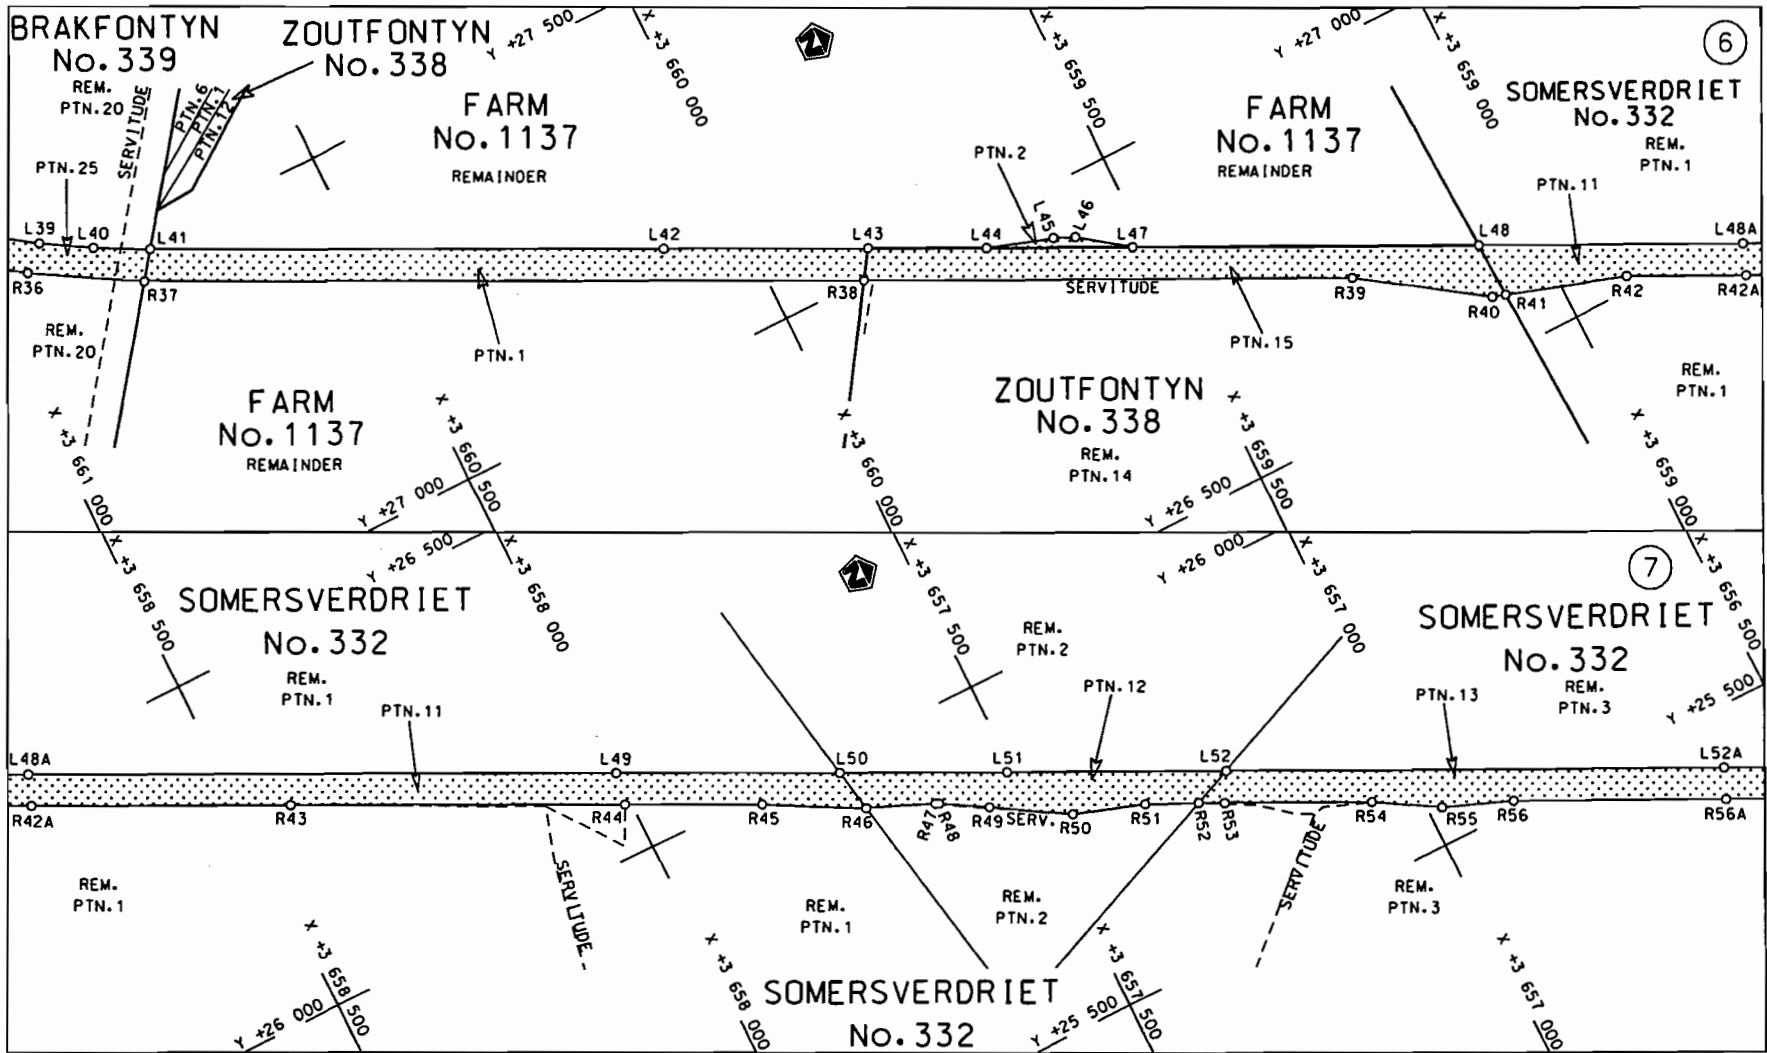 BRAKFONTYN
No.339
REM.
PTN.20
SERVITUDE
PTN.6
PTN.1
PTN.12
ZOUTFONTYN
No.338
Y +27 500
X +3 660 000
FARM
No.1137
REMAINDER
N
X +3 659 500
Y +27 000
X +3 659 000
6
PTN.2
FARM
No.1137
REMAINDER
SOMERSVERDRIET
No.332
REM.
PTN.1
PTN.11
PTN.25
L39
L40
L41
L42
L43
L44
L45
L46
L47
L48
L48A
R36
R37
R38
SERVITUDE
R39
R40
R41
R42
R42A
REM.
PTN.20
PTN.1
PTN.15
REM.
PTN.1
FARM
No.1137
REMAINDER
ZOUTFONTYN
No.338
REM.
PTN.14
X +3 661 000
Y +27 000
X +3 660 500
X +3 660 000
Y +26 500
X +3 659 500
X +3 659 000
X +3 658 500
Y +26 500
X +3 658 000
N
X +3 657 500
Y +26 000
X +3 657 000
7
X +3 656 500
SOMERSVERDRIET
No.332
REM.
PTN.1
PTN.11
REM.
PTN.2
PTN.12
SOMERSVERDRIET
No.332
REM.
PTN.3
PTN.13
Y +25 500
L48A
L49
L50
L51
L52
L52A
R42A
R43
R44
R45
R46
R47
R48
R49
SERV.
R50
R51
R52
R53
R54
R55
R56
R56A
REM.
PTN.1
SERVITUDE
REM.
PTN.1
REM.
PTN.2
SERVITUDE
REM.
PTN.3
Y +26 000
X +3 658 500
X +3 658 000
SOMERSVERDRIET
No.332
Y +25 500
X +3 657 500
X +3 657 000